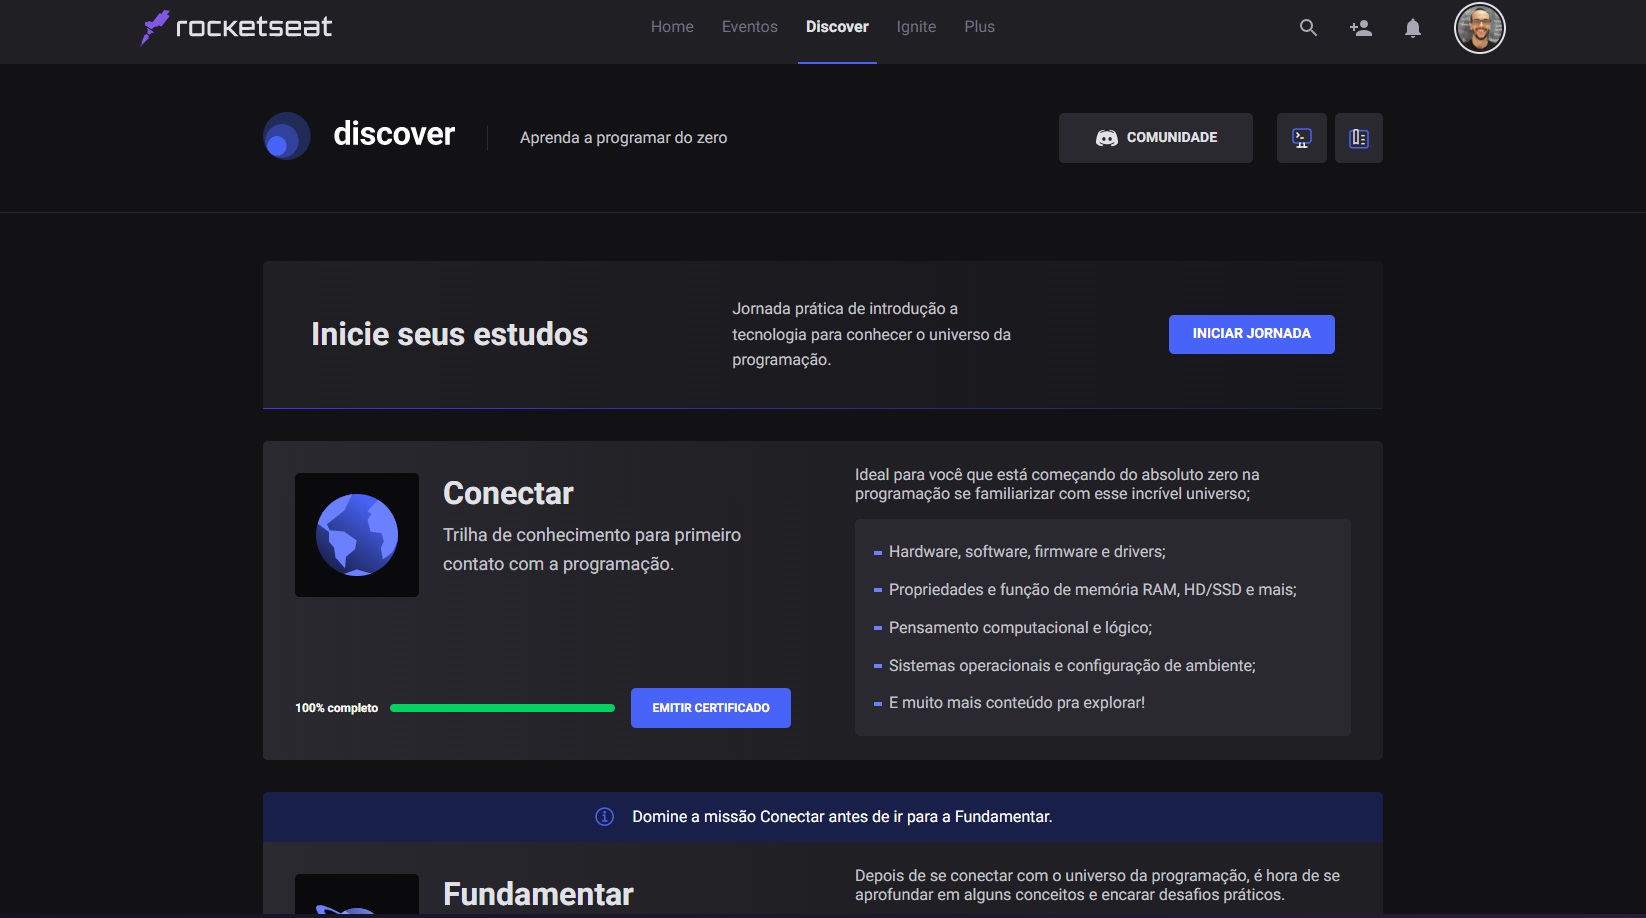 rocketseat
Home
Eventos
Discover
Ignite
Plus
discover
Aprenda a programar do zero
COMUNIDADE
Inicie seus estudos
Jornada prática de introdução a
tecnologia para conhecer o universo da
programação.
INICIAR JORNADA
Conectar
Trilha de conhecimento para primeiro
contato com a programação.
100% completo
EMITIR CERTIFICADO
Ideal para você que está começando do absoluto zero na
programação se familiarizar com esse incrível universo;
Hardware, software, firmware e drivers;
Propriedades e função de memória RAM, HD/SSD e mais;
Pensamento computacional e lógico;
Sistemas operacionais e configuração de ambiente;
E muito mais conteúdo pra explorar!
Domine a missão Conectar antes de ir para a Fundamentar.
Fundamentar
Depois de se conectar com o universo da programação, é hora de se
aprofundar em alguns conceitos e encarar desafios práticos.